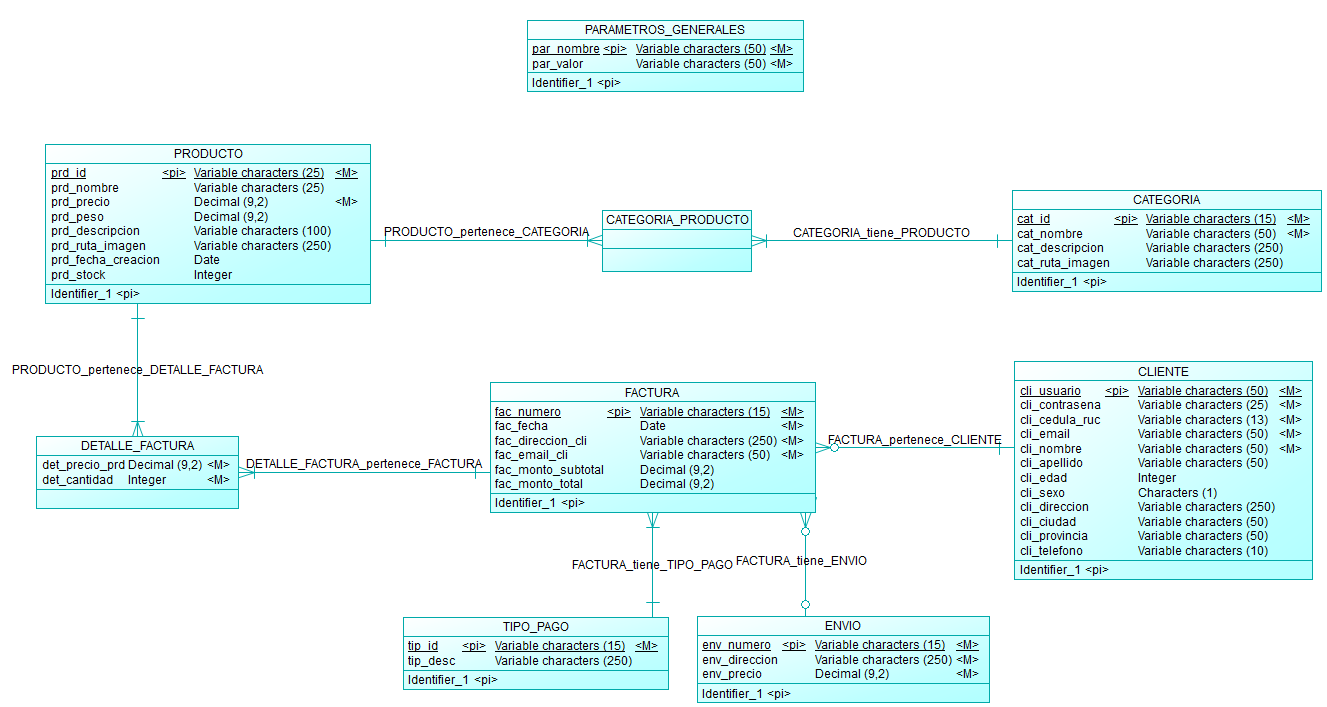 PARAMETROS_GENERALES
par_nombre <pi> Variable characters (50) <M>
par_valor Variable characters (50) <M>
Identifier_1 <pi>
PRODUCTO
prd_id <pi> Variable characters (25) <M>
prd_nombre Variable characters (25)
prd_precio Decimal (9,2) <M>
prd_peso Decimal (9,2)
prd_descripcion Variable characters (100)
prd_ruta_imagen Variable characters (250)
prd_fecha_creacion Date
prd_stock Integer
Identifier_1 <pi>
PRODUCTO_pertenece_CATEGORIA
CATEGORIA_PRODUCTO
CATEGORIA_tiene_PRODUCTO
CATEGORIA
cat_id <pi> Variable characters (15) <M>
cat_nombre Variable characters (50) <M>
cat_descripcion Variable characters (250)
cat_ruta_imagen Variable characters (250)
Identifier_1 <pi>
PRODUCTO_pertenece_DETALLE_FACTURA
DETALLE_FACTURA
det_precio_prd Decimal (9,2) <M>
det_cantidad Integer <M>
DETALLE_FACTURA_pertenece_FACTURA
FACTURA
fac_numero <pi> Variable characters (15) <M>
fac_fecha Date <M>
fac_direccion_cli Variable characters (250) <M>
fac_email_cli Variable characters (50) <M>
fac_monto_subtotal Decimal (9,2)
fac_monto_total Decimal (9,2)
Identifier_1 <pi>
FACTURA_pertenece_CLIENTE
CLIENTE
cli_usuario <pi> Variable characters (50) <M>
cli_contrasena Variable characters (25) <M>
cli_cedula_ruc Variable characters (13) <M>
cli_email Variable characters (50) <M>
cli_nombre Variable characters (50) <M>
cli_apellido Variable characters (50)
cli_edad Integer
cli_sexo Characters (1)
cli_direccion Variable characters (250)
cli_ciudad Variable characters (50)
cli_provincia Variable characters (50)
cli_telefono Variable characters (10)
Identifier_1 <pi>
FACTURA_tiene_TIPO_PAGO
FACTURA_tiene_ENVIO
TIPO_PAGO
tip_id <pi> Variable characters (15) <M>
tip_desc Variable characters (250)
Identifier_1 <pi>
ENVIO
env_numero <pi> Variable characters (15) <M>
env_direccion Variable characters (250) <M>
env_precio Decimal (9,2) <M>
Identifier_1 <pi>